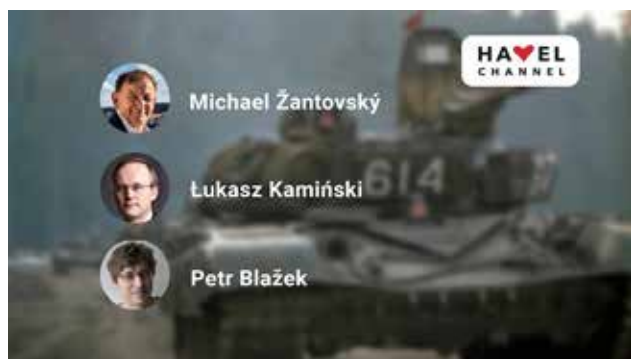 HAVEL
CHANNEL
Michael Žantovský
Łukasz Kamiński
614
Petr Blažek